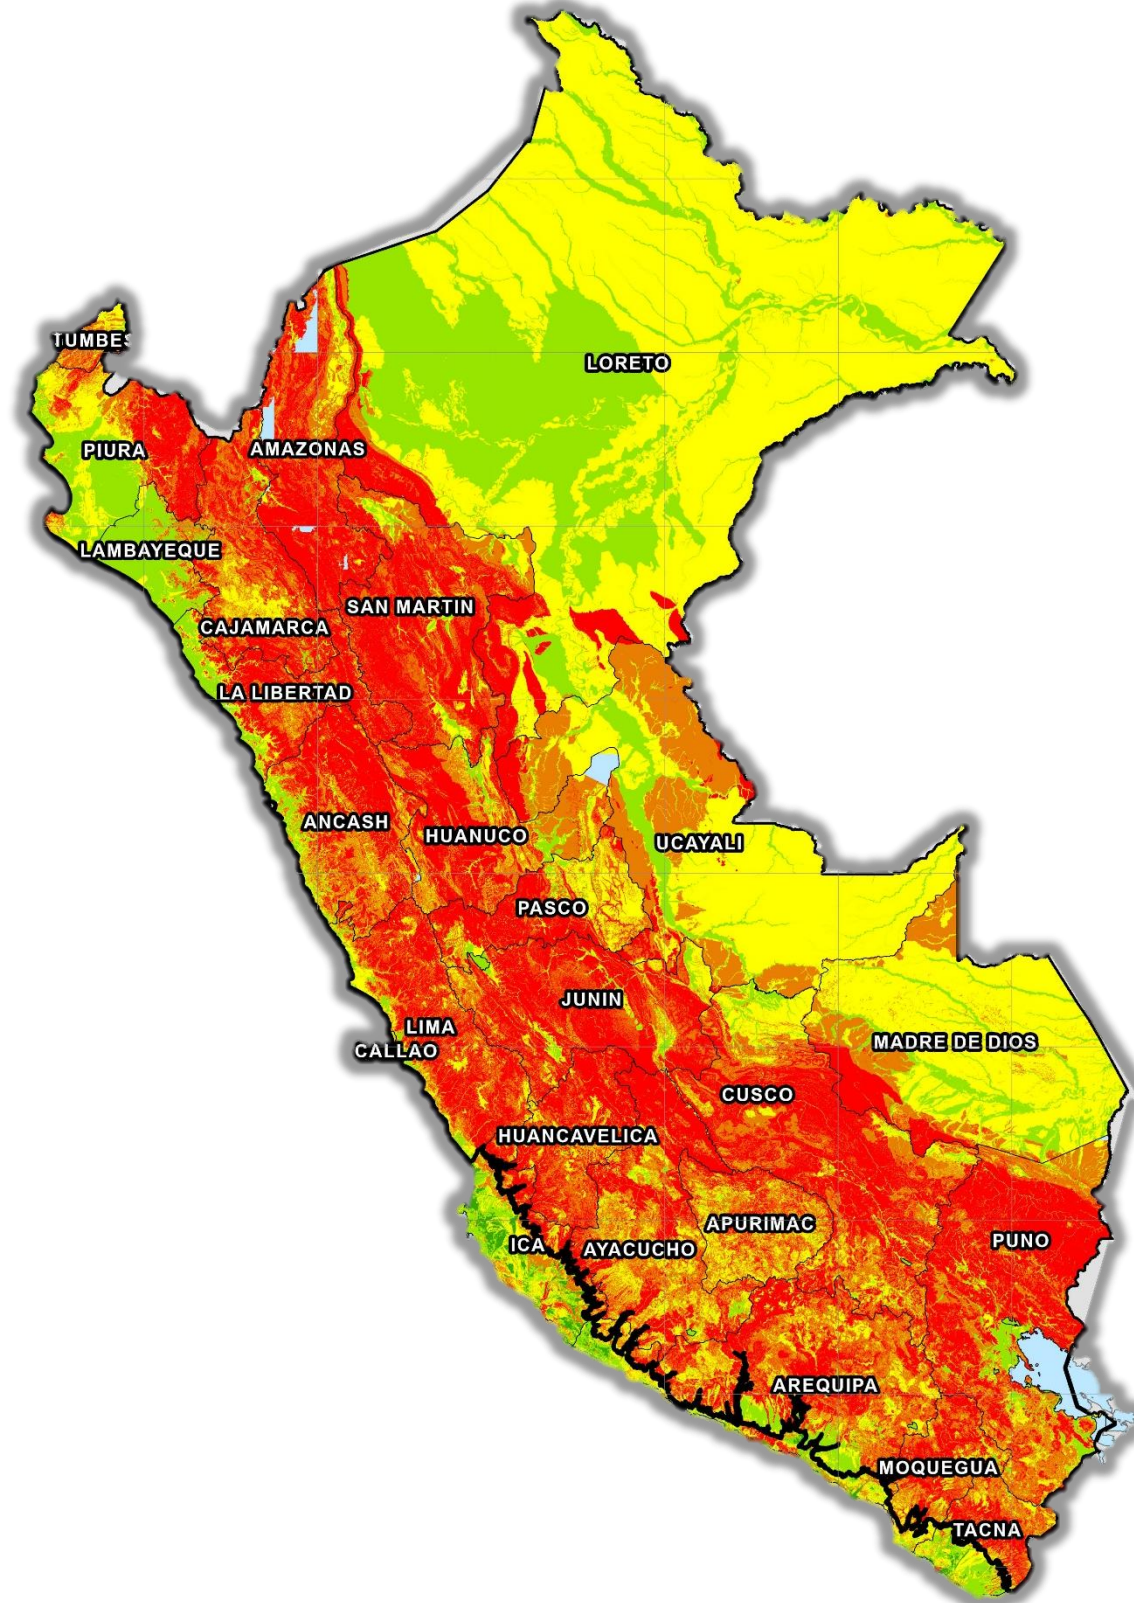 TUMBES
LORETO
PIURA
AMAZONAS
LAMBAYEQUE
SAN MARTIN
CAJAMARCA
LA LIBERTAD
ANCASH
HUANUCO
UCAYALI
PASCO
JUNIN
LIMA
CALLAO
MADRE DE DIOS
CUSCO
HUANCAVELICA
APURIMAC
ICA
AYACUCHO
PUNO
AREQUIPA
MOQUEGUA
TACNA